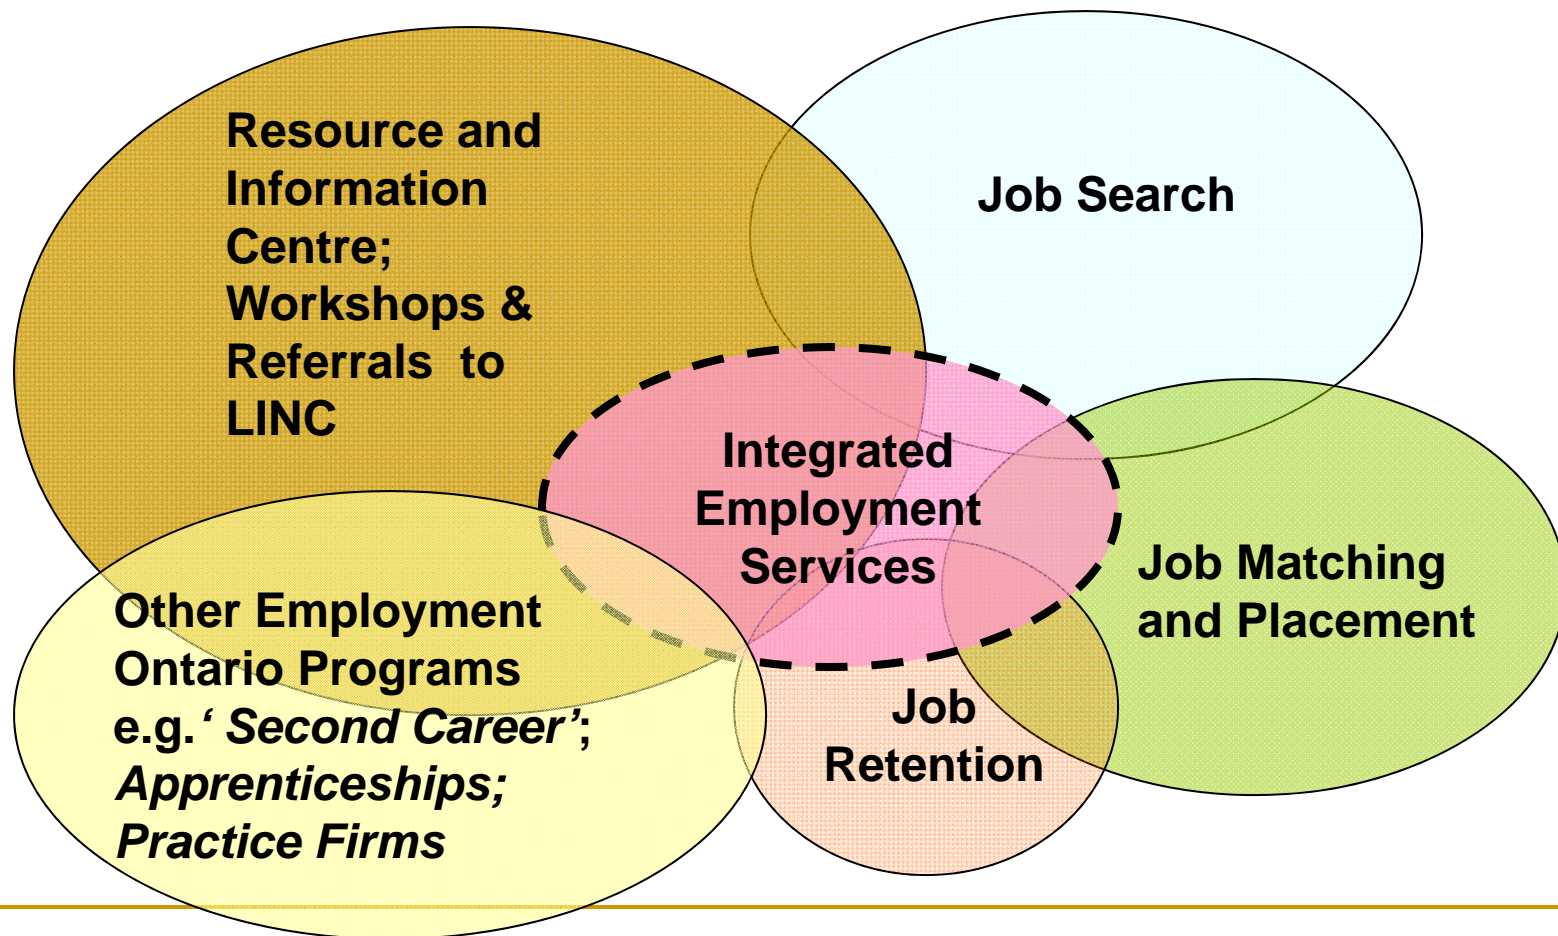 Resource and
Information
Centre;
Workshops &
Referrals to
LINC
Job Search
Integrated
Employment
Services
Job Matching
and Placement
Other Employment
Ontario Programs
e.g.‘ Second Career’;
Apprenticeships;
Practice Firms
Job
Retention